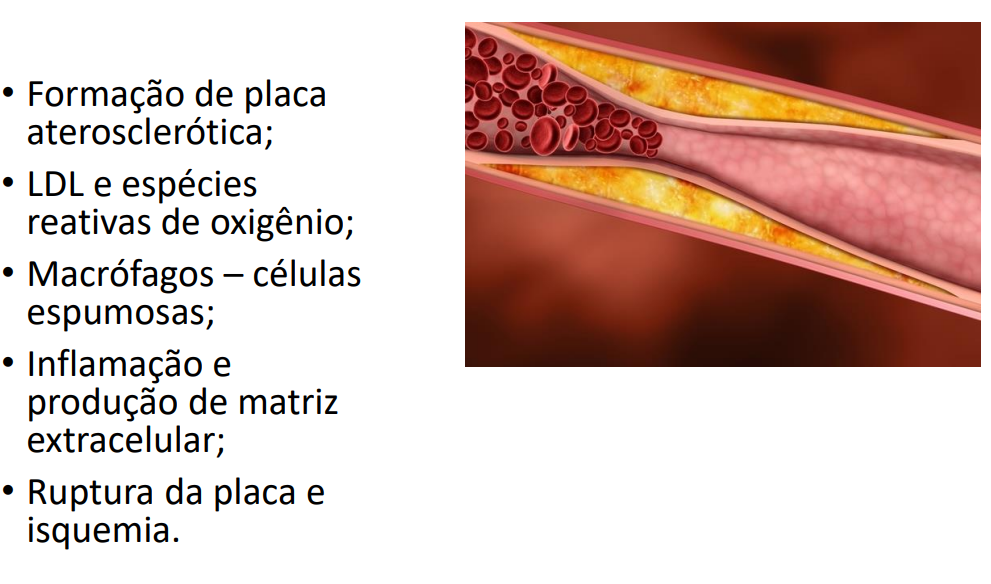 • Formação de placa
aterosclerótica;
• LDL e espécies
reativas de oxigênio;
• Macrófagos – células
espumosas;
• Inflamação e
produção de matriz
extracelular;
• Ruptura da placa e
isquemia.